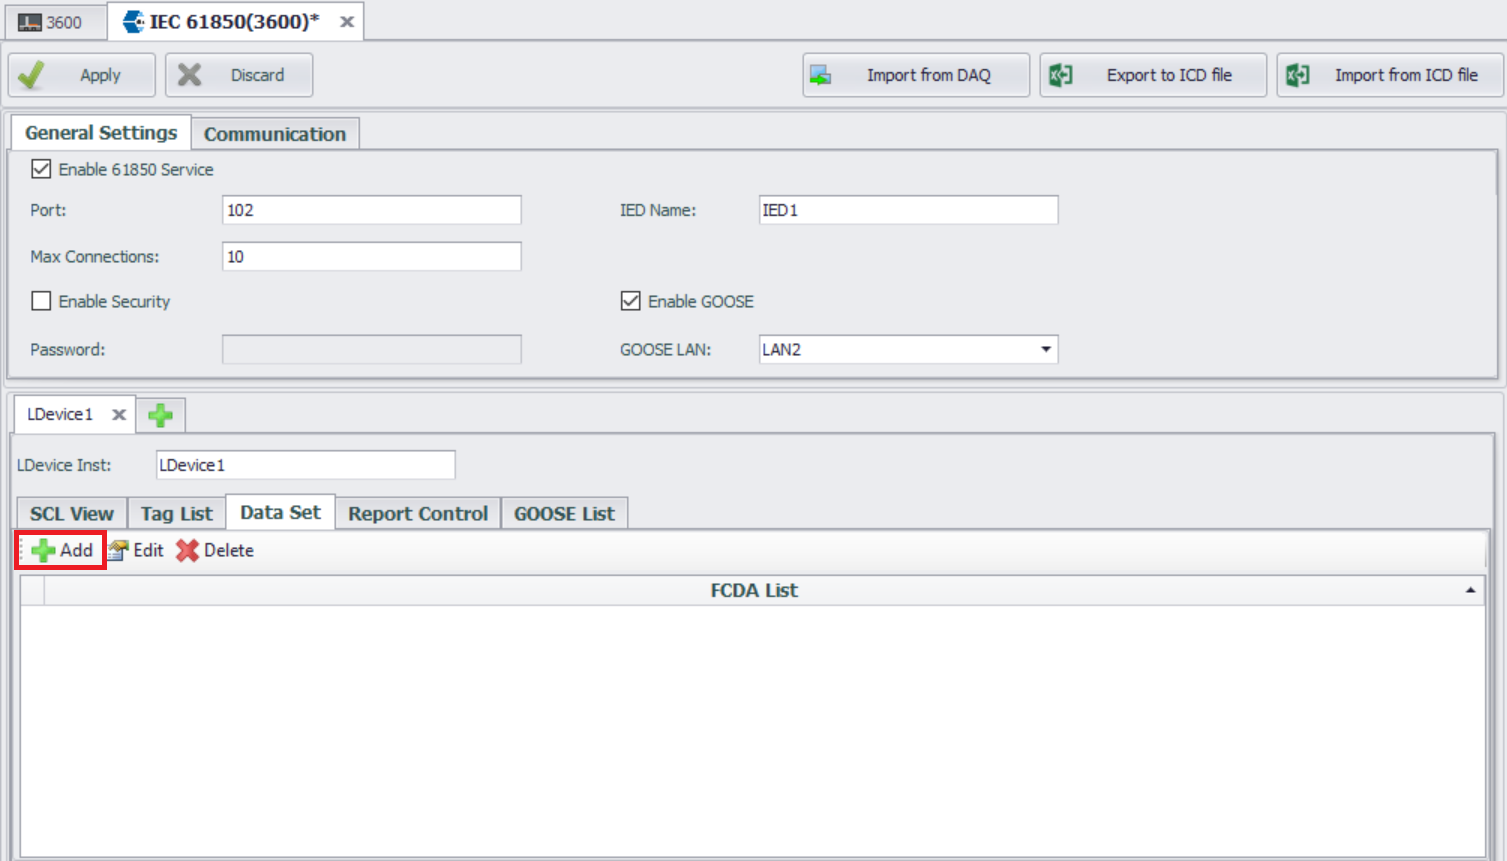 3600 IEC 61850(3600)*
Apply Discard Import from DAQ Export to ICD file Import from ICD file
General Settings Communication
Enable 61850 Service
Port: 102 IED Name: IED1
Max Connections: 10
Enable Security Enable GOOSE
Password: GOOSE LAN: LAN2
LDevice1
LDevice Inst: LDevice1
SCL View Tag List Data Set Report Control GOOSE List
Add Edit Delete
FCDA List